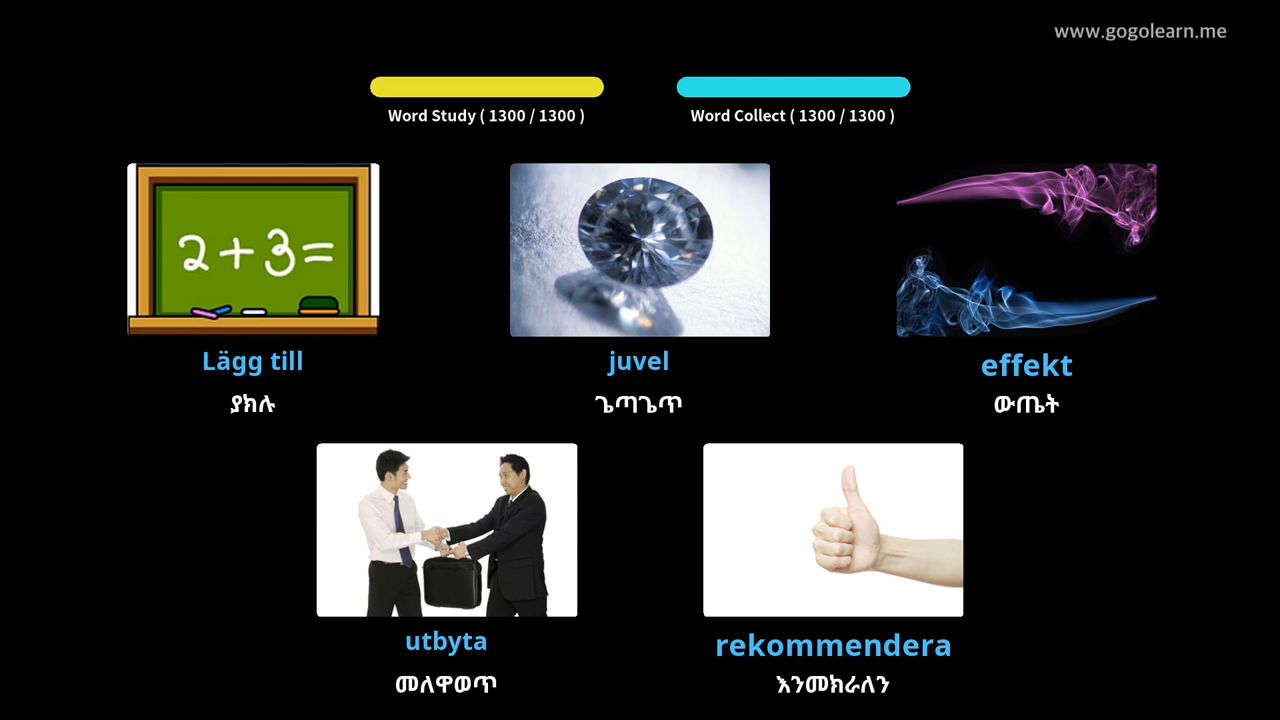 www.gogolearn.me
Word Study ( 1300 / 1300 )
Word Collect ( 1300 / 1300 )
2+3=
Lägg till
juvel
effekt
ያክሉ
ጌጣጌጥ
ውጤት
utbyta
rekommendera
መለዋወጥ
እንመክራለን